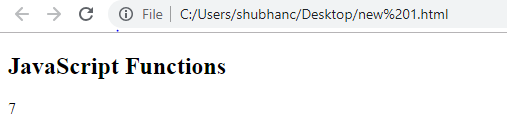 File | C:/Users/shubhanc/Desktop/new%201.html
JavaScript Functions
7